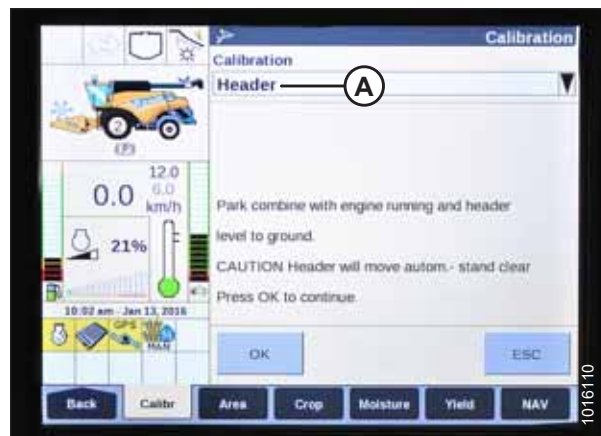 Calibration
Calibration
Header
A
2
(P)
12.0
6.0
0.0
km/h
Park combine with engine running and header
level to ground.
21%
CAUTION Header will move autom.- stand clear
Press OK to continue
10:02 am Jan 13, 2016
GPS
MAN
OK
ESC
Back
Calibr
Area
Crop
Moisture
Yield
NAV
1016110